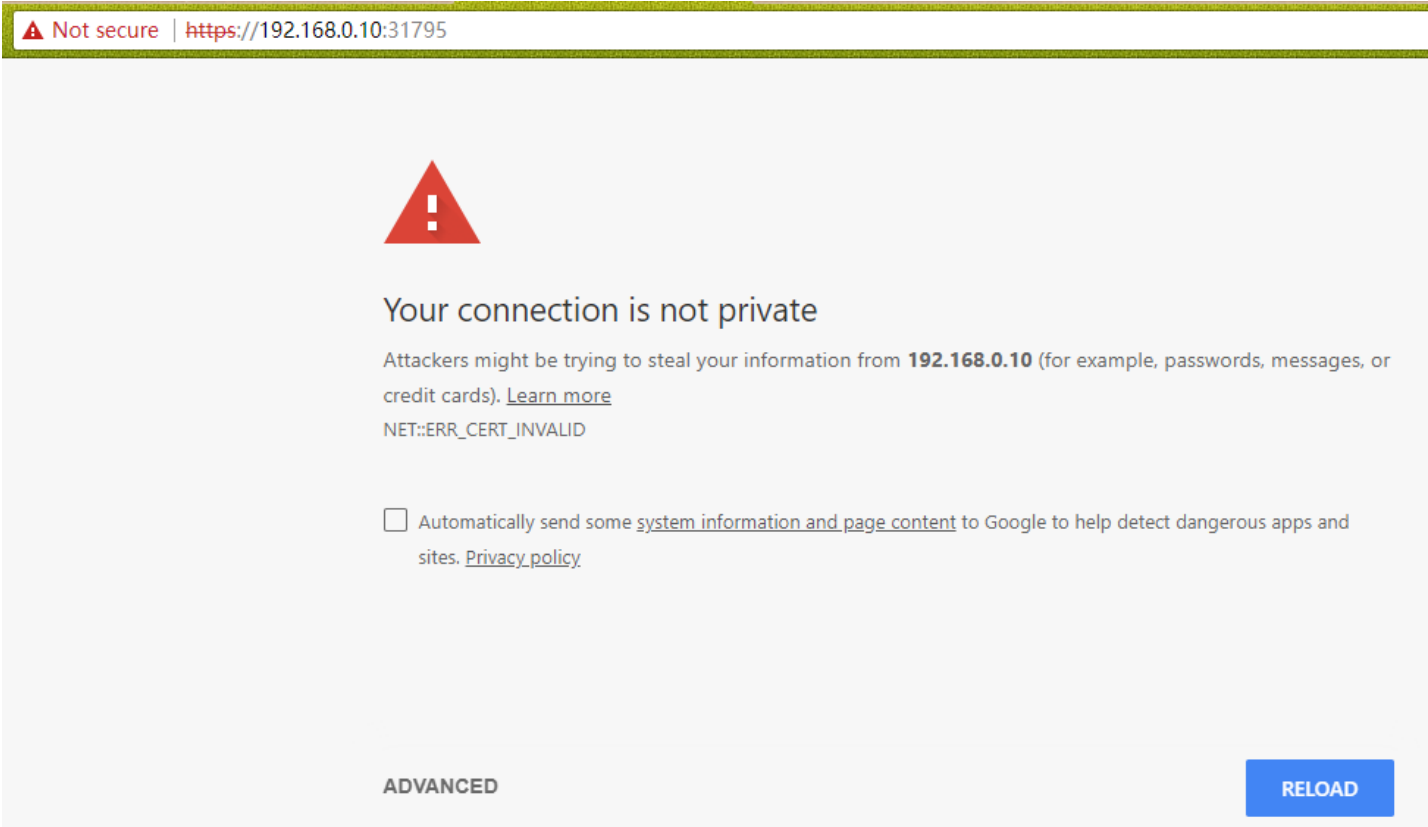 Not secure | https://192.168.0.10:31795
Your connection is not private
Attackers might be trying to steal your information from 192.168.0.10 (for example, passwords, messages, or
credit cards). Learn more
NET::ERR_CERT_INVALID
Automatically send some system information and page content to Google to help detect dangerous apps and
sites. Privacy policy
ADVANCED
RELOAD